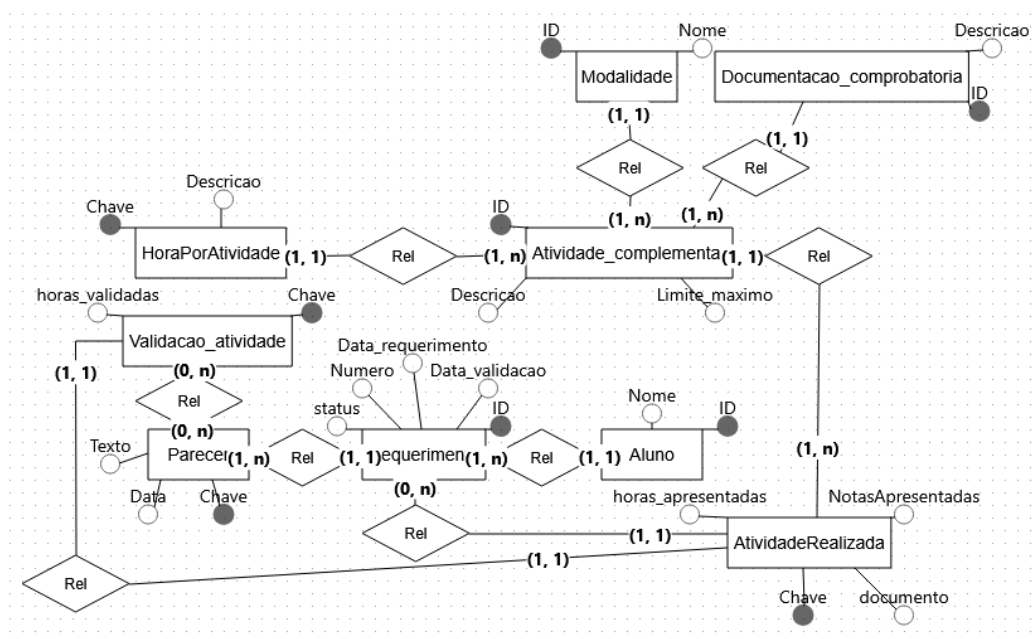 ID
Nome
Descricao
Modalidade
Documentacao_comprobatoria
ID
(1, 1)
(1, 1)
Rel
Rel
Descricao
Chave
ID
(1, n)
(1, n)
HoraPorAtividade
(1, 1)
Rel
(1, n)
Atividade_complementa
(1, 1)
Rel
horas_validadas
Chave
Descricao
Limite_maximo
Validacao_atividade
Data_requerimento
(1, 1)
(0, n)
Numero
Data_validacao
Rel
status
ID
Nome
ID
(0, n)
Texto
Parecer
(1, n)
Rel
(1, 1)
equerimen
(1, n)
Rel
(1, 1)
Aluno
(1, n)
Data
Chave
(0, n)
horas_apresentadas
NotasApresentadas
Rel
(1, 1)
AtividadeRealizada
(1, 1)
Rel
Chave
documento